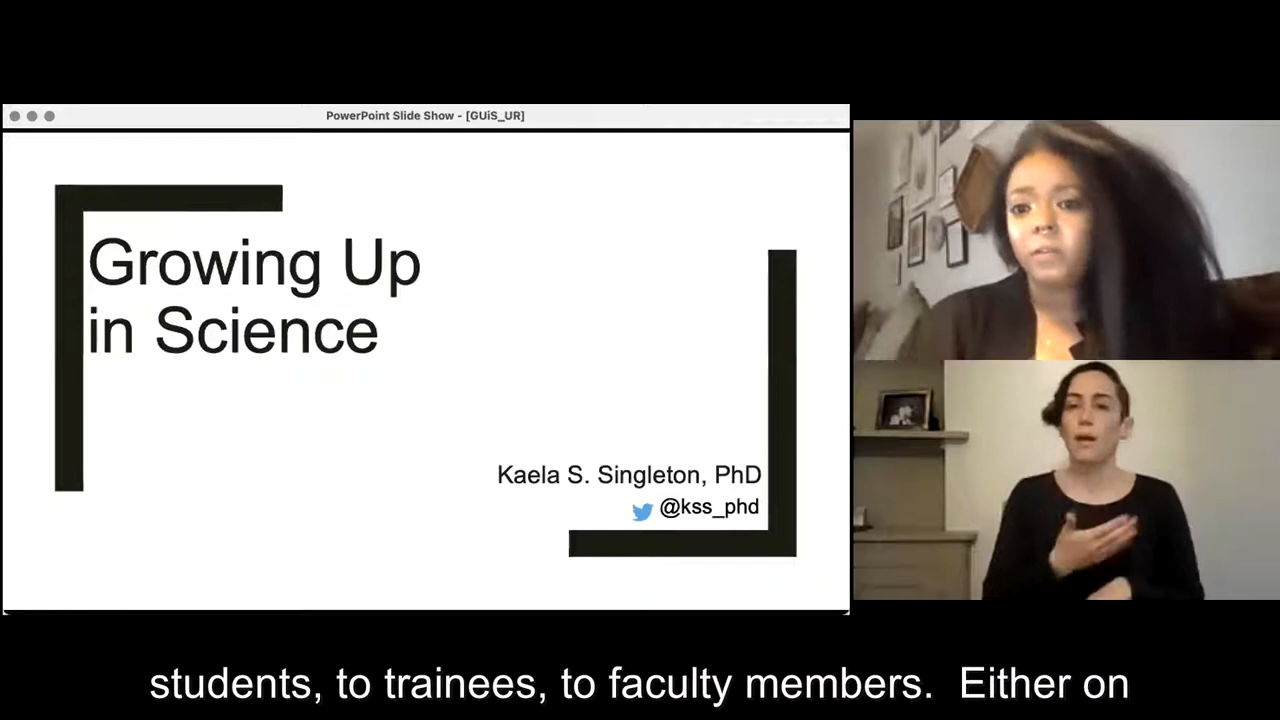 PowerPoint Slide Show - [GUiS_UR]
Growing Up
in Science
Kaela S. Singleton, PhD
@kss_phd
students, to trainees, to faculty members.  Either on